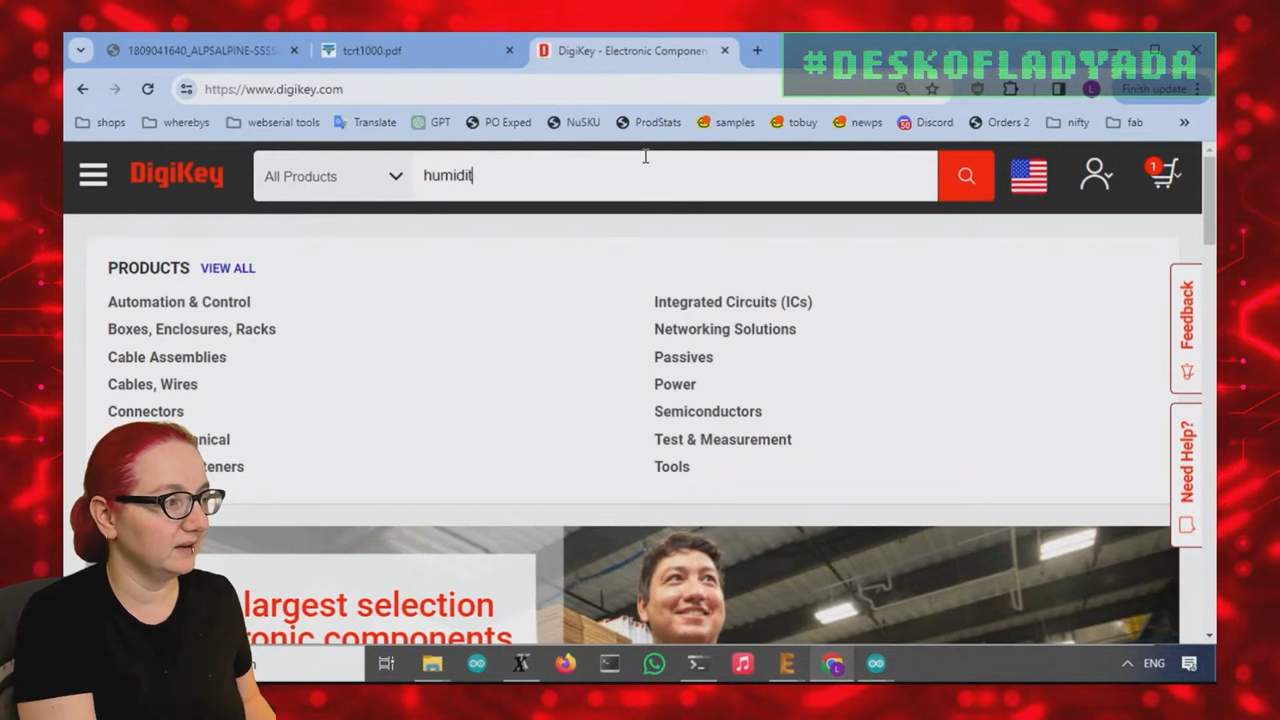 #DESKOFLADYADA
1809041640_ALPSALPINE-SSSS
tcrt1000.pdf
DigiKey - Electronic Componen
https://www.digikey.com
Finish update
shops
wherebys
webserial tools
Translate
GPT
PO Exped
NuSKU
ProdStats
samples
tobuy
newps
Discord
Orders 2
nifty
fab
DigiKey
All Products
humidit
1
PRODUCTS VIEW ALL
Automation & Control
Boxes, Enclosures, Racks
Cable Assemblies
Cables, Wires
Connectors
anical
teners
Integrated Circuits (ICs)
Networking Solutions
Passives
Power
Semiconductors
Test & Measurement
Tools
Feedback
Need Help?
largest selection
ronic components
ENG